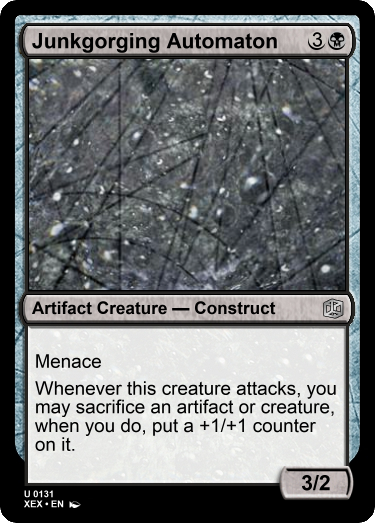 Junkgorging Automaton 3
Artifact Creature — Construct
Menace
Whenever this creature attacks, you
may sacrifice an artifact or creature,
when you do, put a +1/+1 counter
on it.
3/2
U 0131
XEX • EN